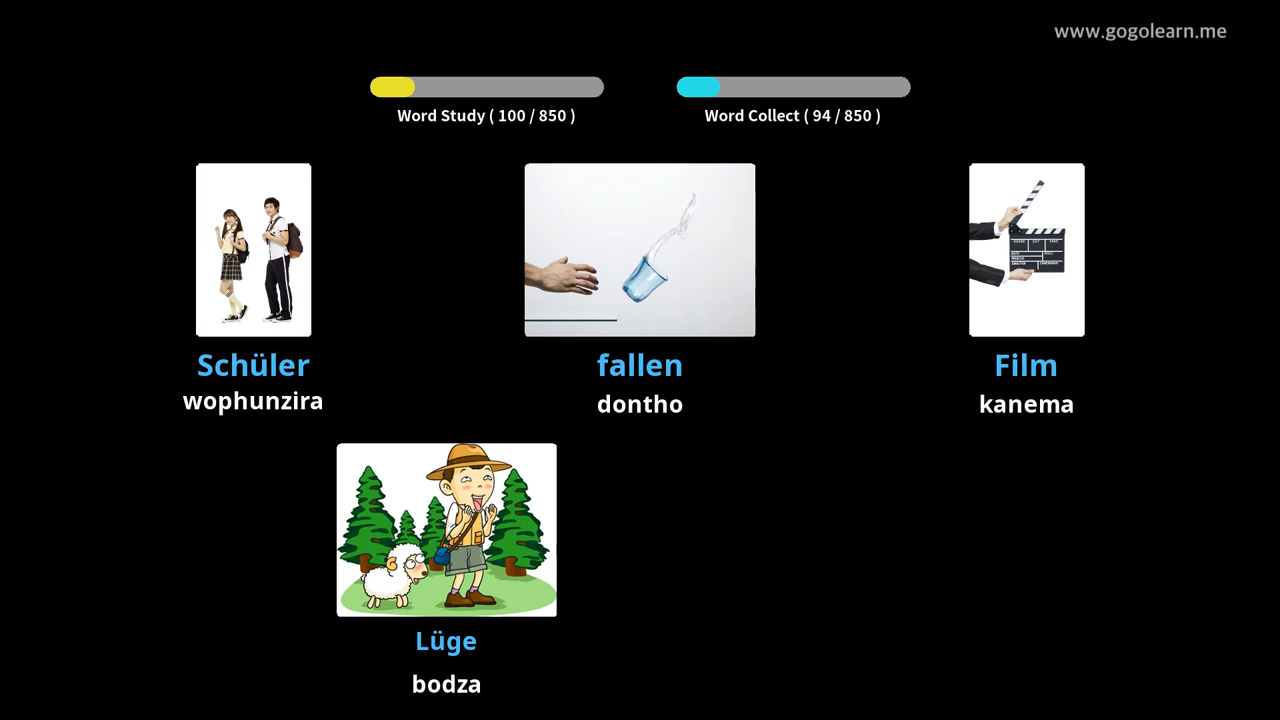 www.gogolearn.me
Word Study ( 100 / 850 )
Word Collect ( 94 / 850 )
Schüler
wophunzira
fallen
dontho
Film
kanema
Lüge
bodza